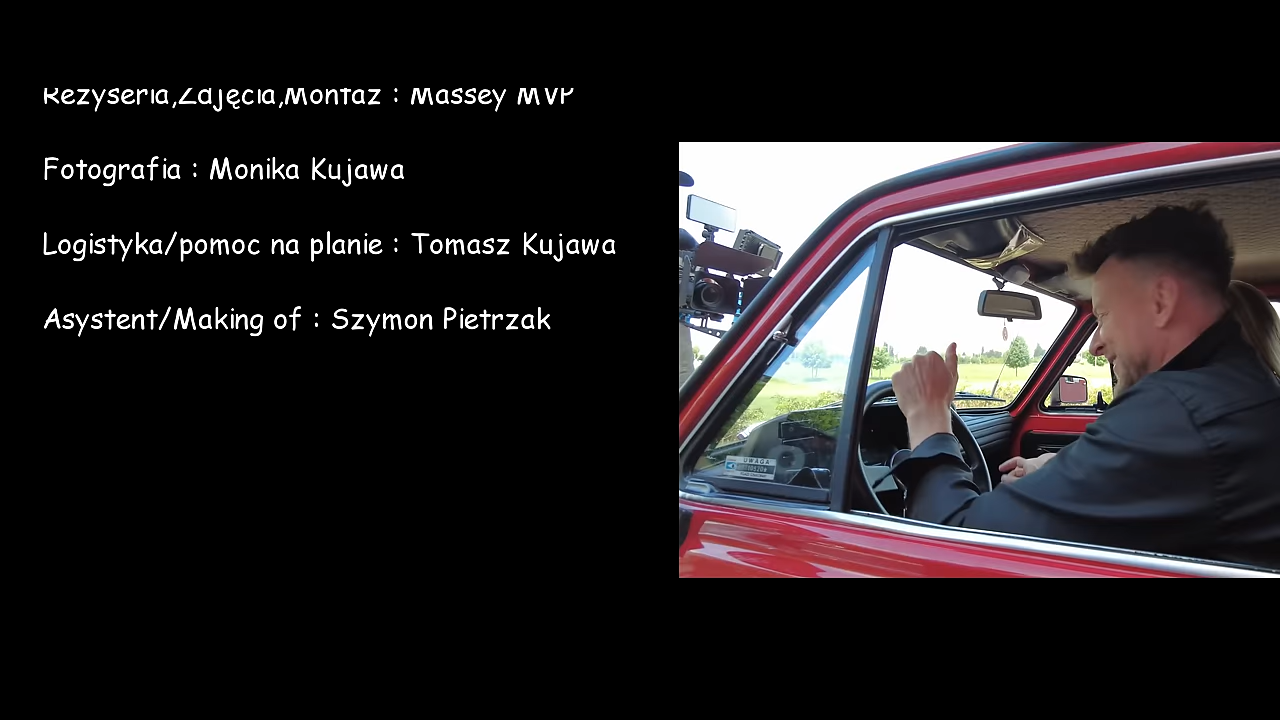 Reżyseria,Zdjęcia,Montaż : Massey MVP
Fotografia : Monika Kujawa
Logistyka/pomoc na planie : Tomasz Kujawa
Asystent/Making of : Szymon Pietrzak
UWAGA